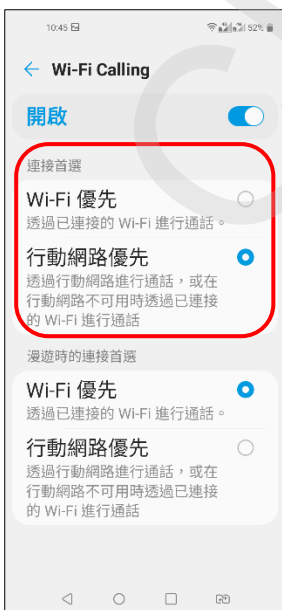 10:45 52%
Wi-Fi Calling
開啟
連接首選
Wi-Fi 優先
透過已連接的 Wi-Fi 進行通話。
行動網路優先
透過行動網路進行通話，或在
行動網路不可用時透過已連接
的 Wi-Fi 進行通話
漫遊時的連接首選
Wi-Fi 優先
透過已連接的 Wi-Fi 進行通話。
行動網路優先
透過行動網路進行通話，或在
行動網路不可用時透過已連接
的 Wi-Fi 進行通話